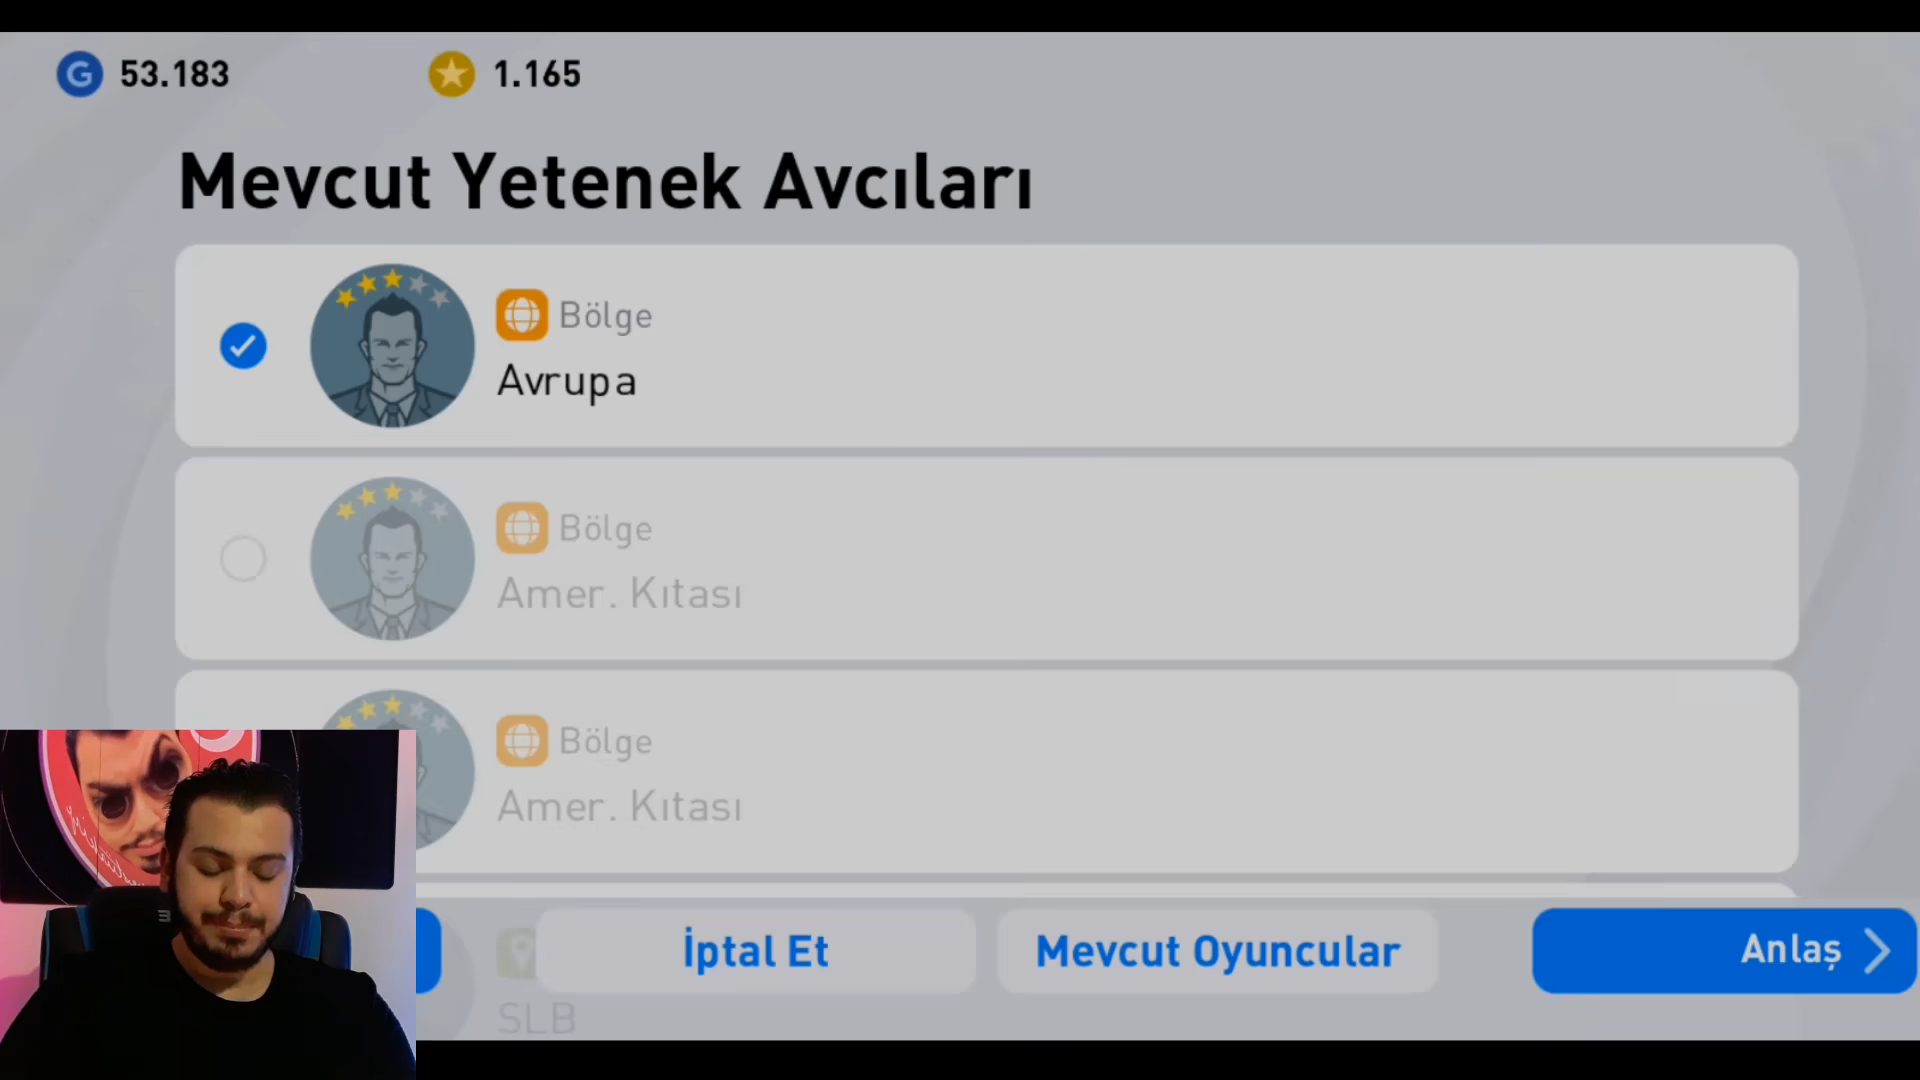 G 53.183
1.165
Mevcut Yetenek Avcıları
Bölge
Avrupa
Bölge
Amer. Kıtası
Bölge
Amer. Kıtası
İptal Et
Mevcut Oyuncular
Anlaş
SLB